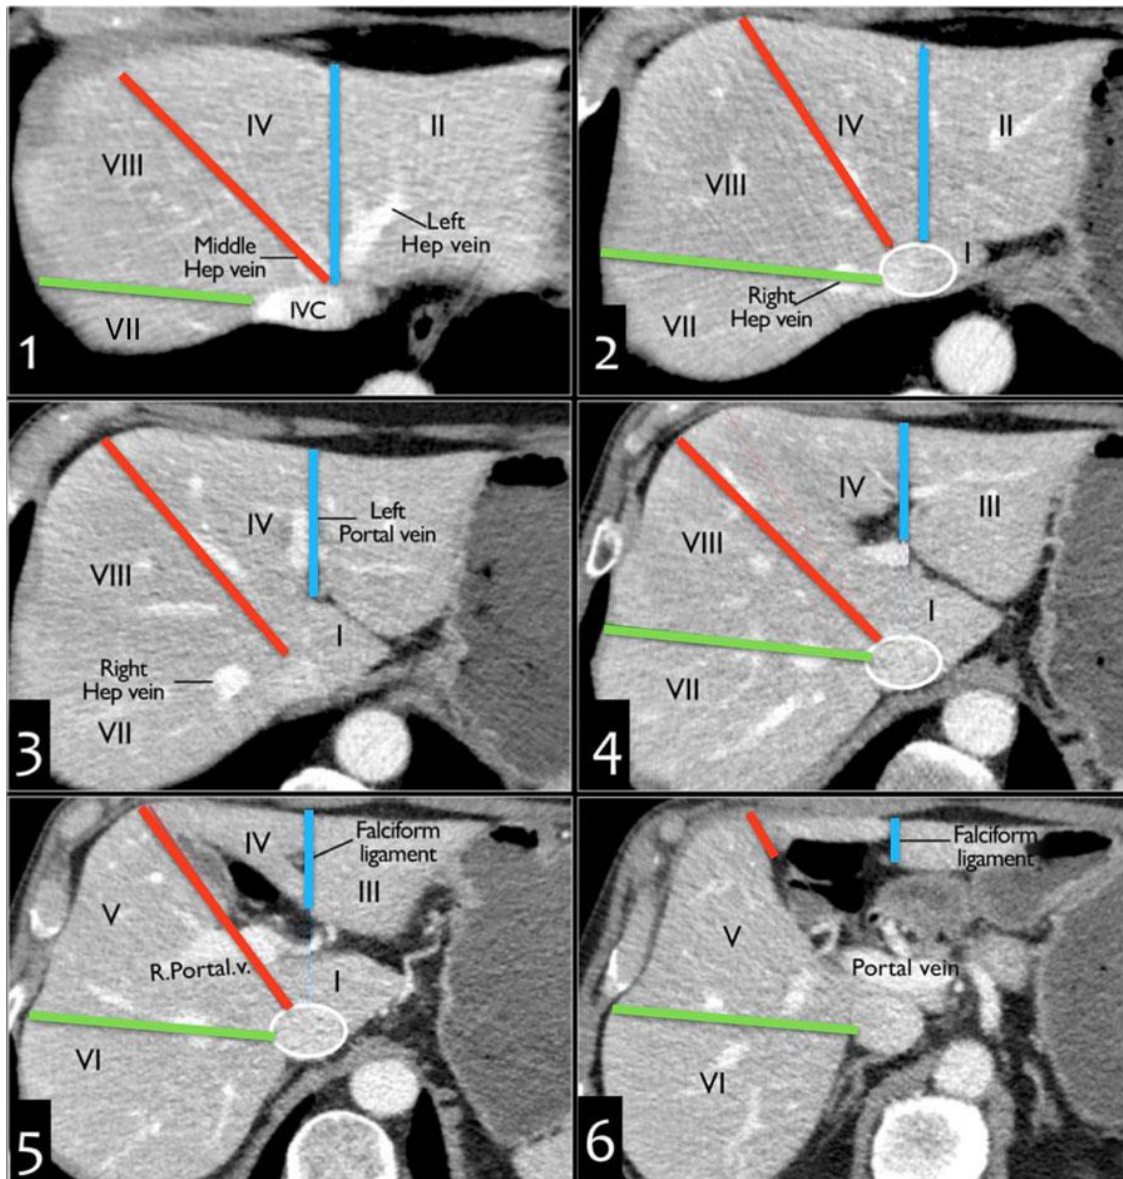 IV
II
VIII
Left
Hep vein
Middle
Hep vein
IVC
VII
1
IV
II
VIII
I
Right
Hep vein
VII
2
IV
Left
Portal vein
VIII
I
Right
Hep vein
VII
3
IV
III
VIII
I
VII
4
IV
Falciform
ligament
III
V
R.Portal.v.
I
VI
5
Falciform
ligament
V
Portal vein
VI
6